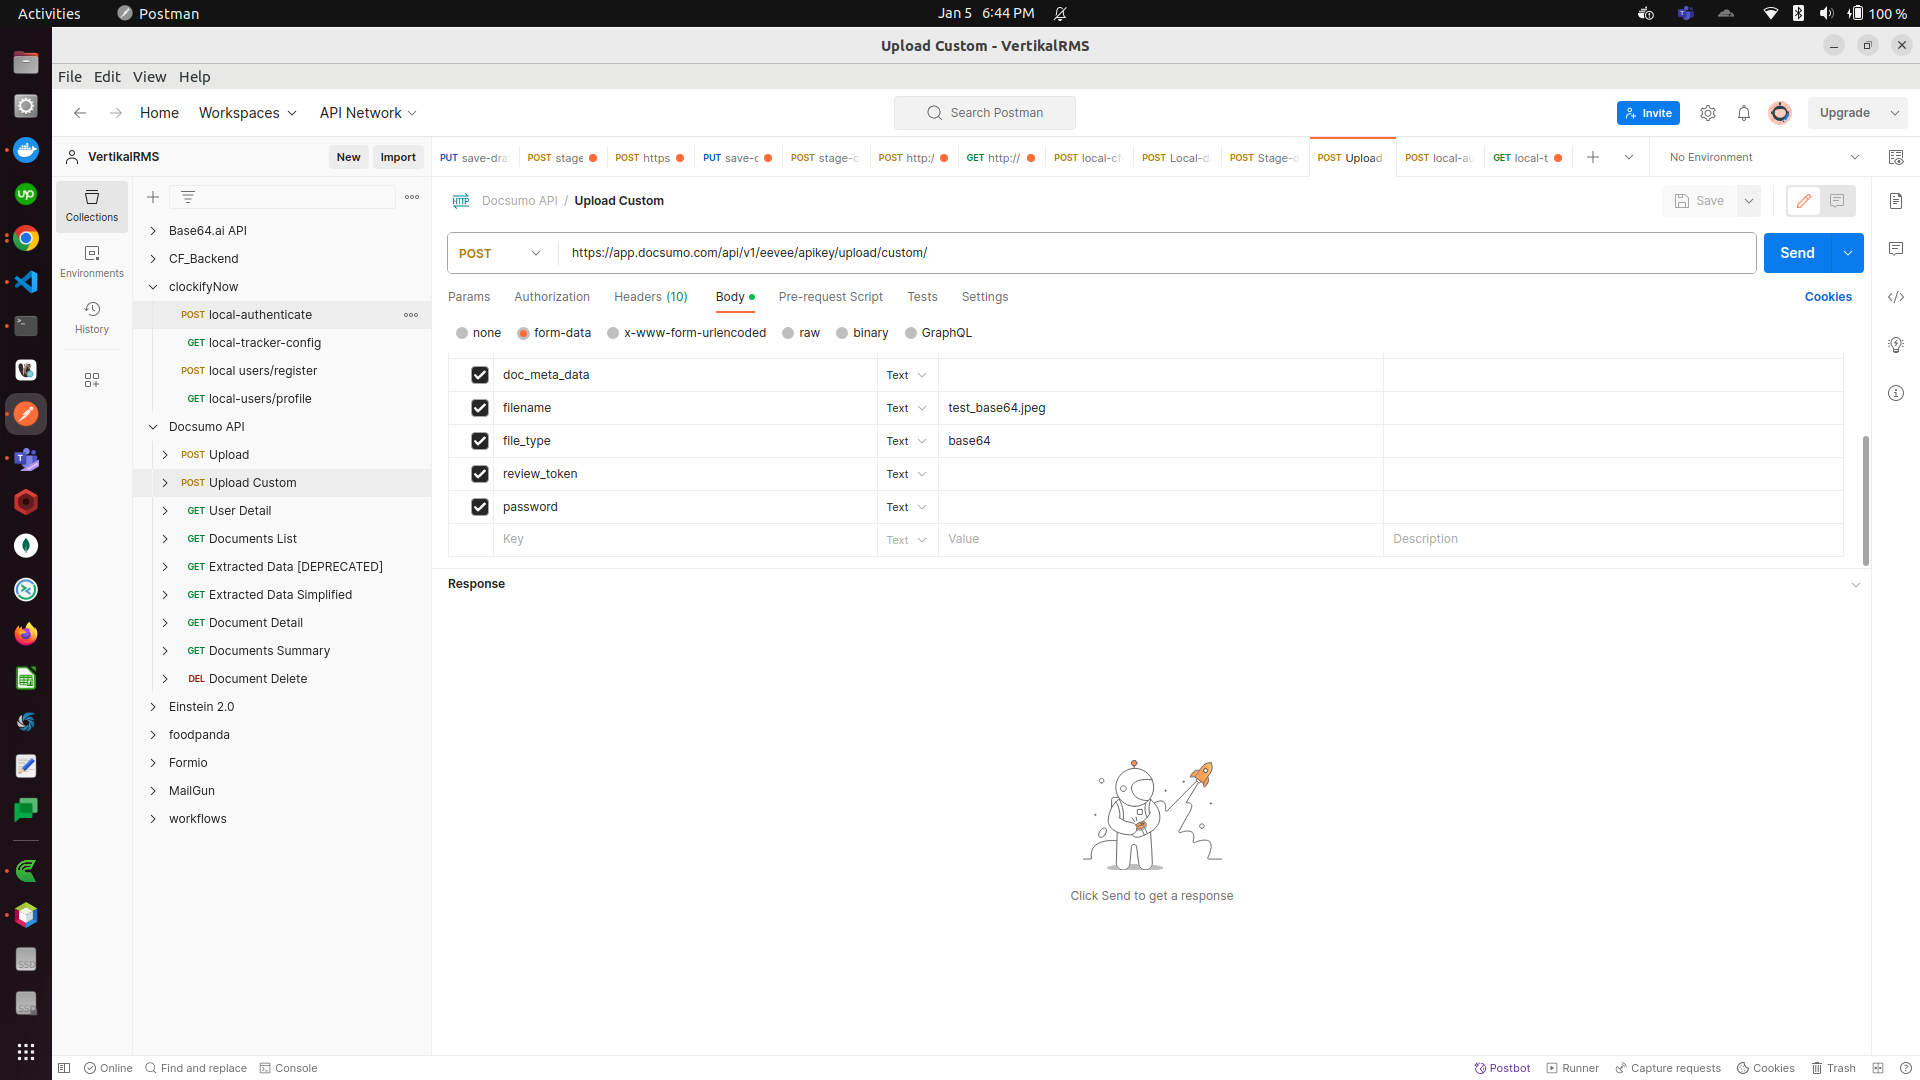 Activities
Postman
Jan 5 6:44 PM
100 %
Upload Custom - VertikalRMS
File Edit View Help
Home Workspaces API Network
Search Postman
Invite
Upgrade
VertikalRMS
New Import
PUT save-dra
POST stage
POST https
PUT save-c
POST stage-c
POST http:/
GET http://
POST local-cf
POST Local-d
POST Stage-d
POST Upload
POST local-au
GET local-t
No Environment
Collections
Environments
History
Base64.ai API
CF_Backend
clockifyNow
POST local-authenticate
GET local-tracker-config
POST local users/register
GET local-users/profile
Docsumo API
POST Upload
POST Upload Custom
GET User Detail
GET Documents List
GET Extracted Data [DEPRECATED]
GET Extracted Data Simplified
GET Document Detail
GET Documents Summary
DEL Document Delete
Einstein 2.0
foodpanda
Formio
MailGun
workflows
HTTP Docsumo API / Upload Custom
Save
POST https://app.docsumo.com/api/v1/eevee/apikey/upload/custom/
Send
Params Authorization Headers (10) Body Pre-request Script Tests Settings
Cookies
none form-data x-www-form-urlencoded raw binary GraphQL
doc_meta_data Text
filename Text test_base64.jpeg
file_type Text base64
review_token Text
password Text
Key Text Value Description
Response
Click Send to get a response
up
SSD
SSD
Online Find and replace Console
Postbot Runner Capture requests Cookies Trash